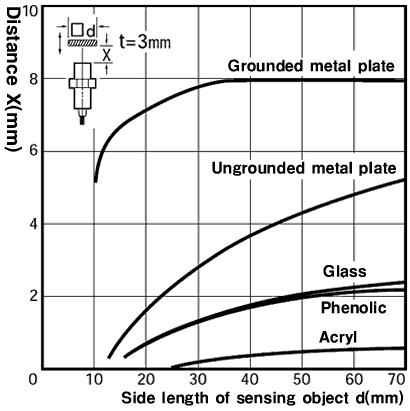 Distance X(mm)
10
8
6
4
2
0
d
t=3mm
X
Grounded metal plate
Ungrounded metal plate
Glass
Phenolic
Acryl
10 20 30 40 50 60 70
Side length of sensing object d(mm)